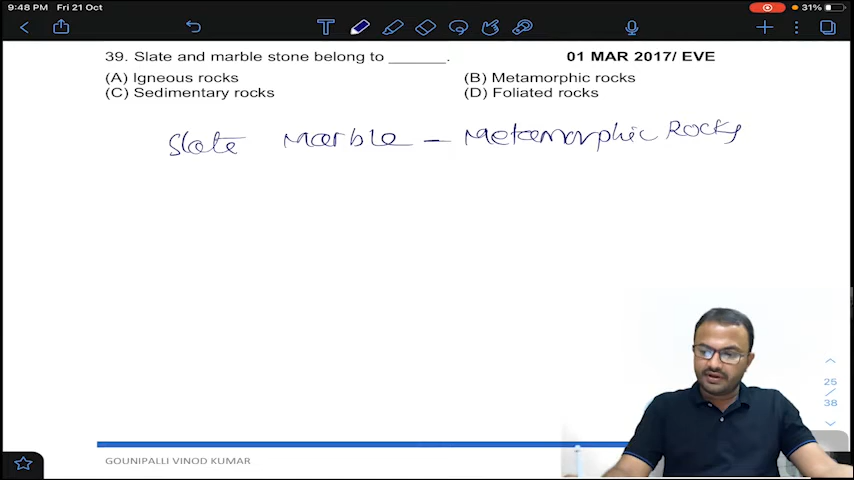 9:48 PM Fri 21 Oct
31%
39. Slate and marble stone belong to ______. 01 MAR 2017/ EVE
(A) Igneous rocks (B) Metamorphic rocks
(C) Sedimentary rocks (D) Foliated rocks
Slate Marble – Metamorphic Rocks
25
/
38
GOUNIPALLI VINOD KUMAR